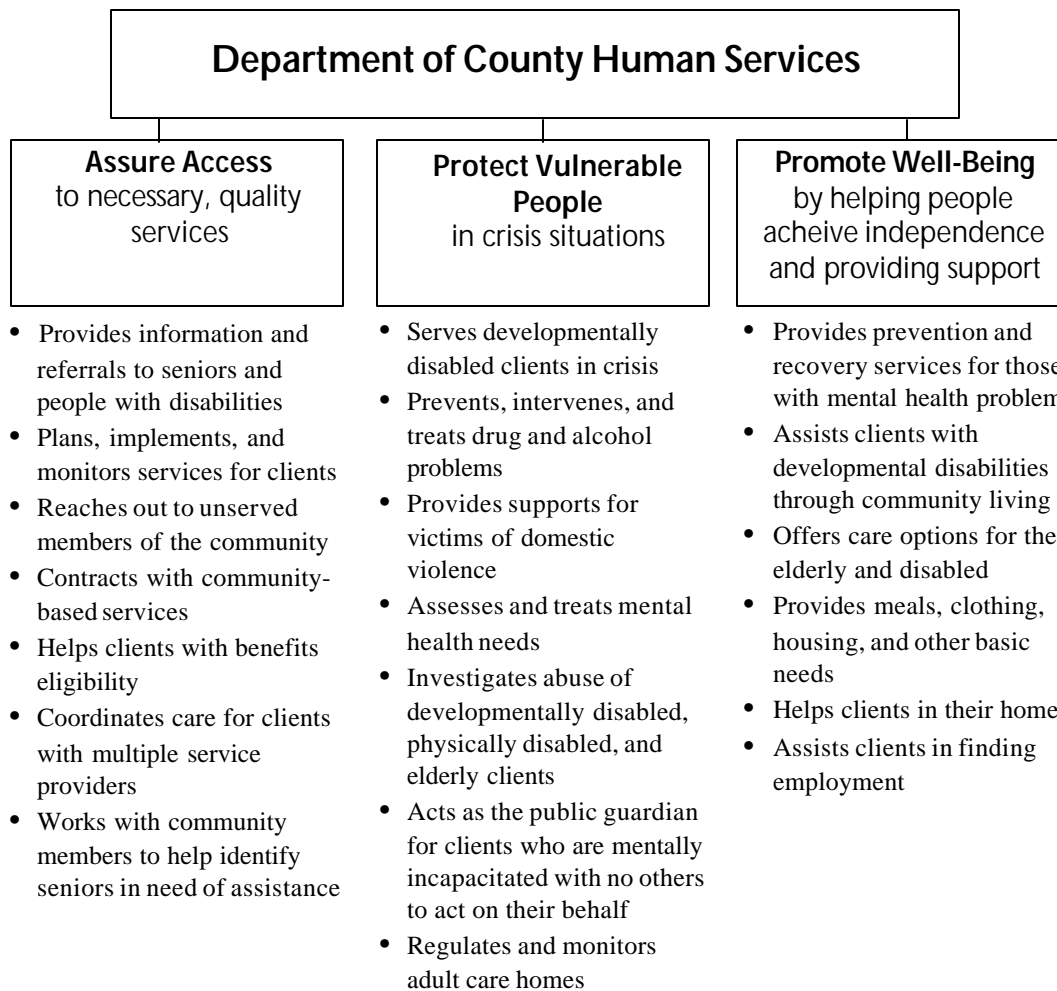 Department of County Human Services
Assure Access
to necessary, quality
services
• Provides information and
referrals to seniors and
people with disabilities
• Plans, implements, and
monitors services for clients
• Reaches out to unserved
members of the community
• Contracts with community-
based services
• Helps clients with benefits
eligibility
• Coordinates care for clients
with multiple service
providers
• Works with community
members to help identify
seniors in need of assistance
Protect Vulnerable
People
in crisis situations
• Serves developmentally
disabled clients in crisis
• Prevents, intervenes, and
treats drug and alcohol
problems
• Provides supports for
victims of domestic
violence
• Assesses and treats mental
health needs
• Investigates abuse of
developmentally disabled,
physically disabled, and
elderly clients
• Acts as the public guardian
for clients who are mentally
incapacitated with no others
to act on their behalf
• Regulates and monitors
adult care homes
Promote Well-Being
by helping people
acheive independence
and providing support
• Provides prevention and
recovery services for those
with mental health problem
• Assists clients with
developmental disabilities
through community living
• Offers care options for the
elderly and disabled
• Provides meals, clothing,
housing, and other basic
needs
• Helps clients in their home
• Assists clients in finding
employment